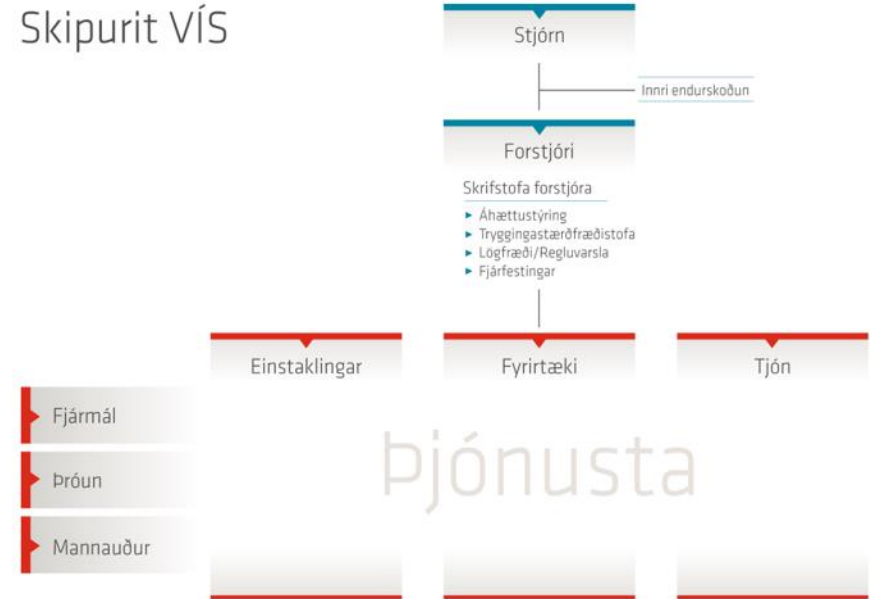 Skipurit VÍS
Stjórn
Innri endurskoðun
Forstjóri
Skrifstofa forstjóra
Áhættustýring
Tryggingastærðfræðistofa
Lögfræði/Regluvarsla
Fjárfestingar
Einstaklingar
Fyrirtæki
Tjón
Fjármál
Þróun
Mannauður
Þjónusta